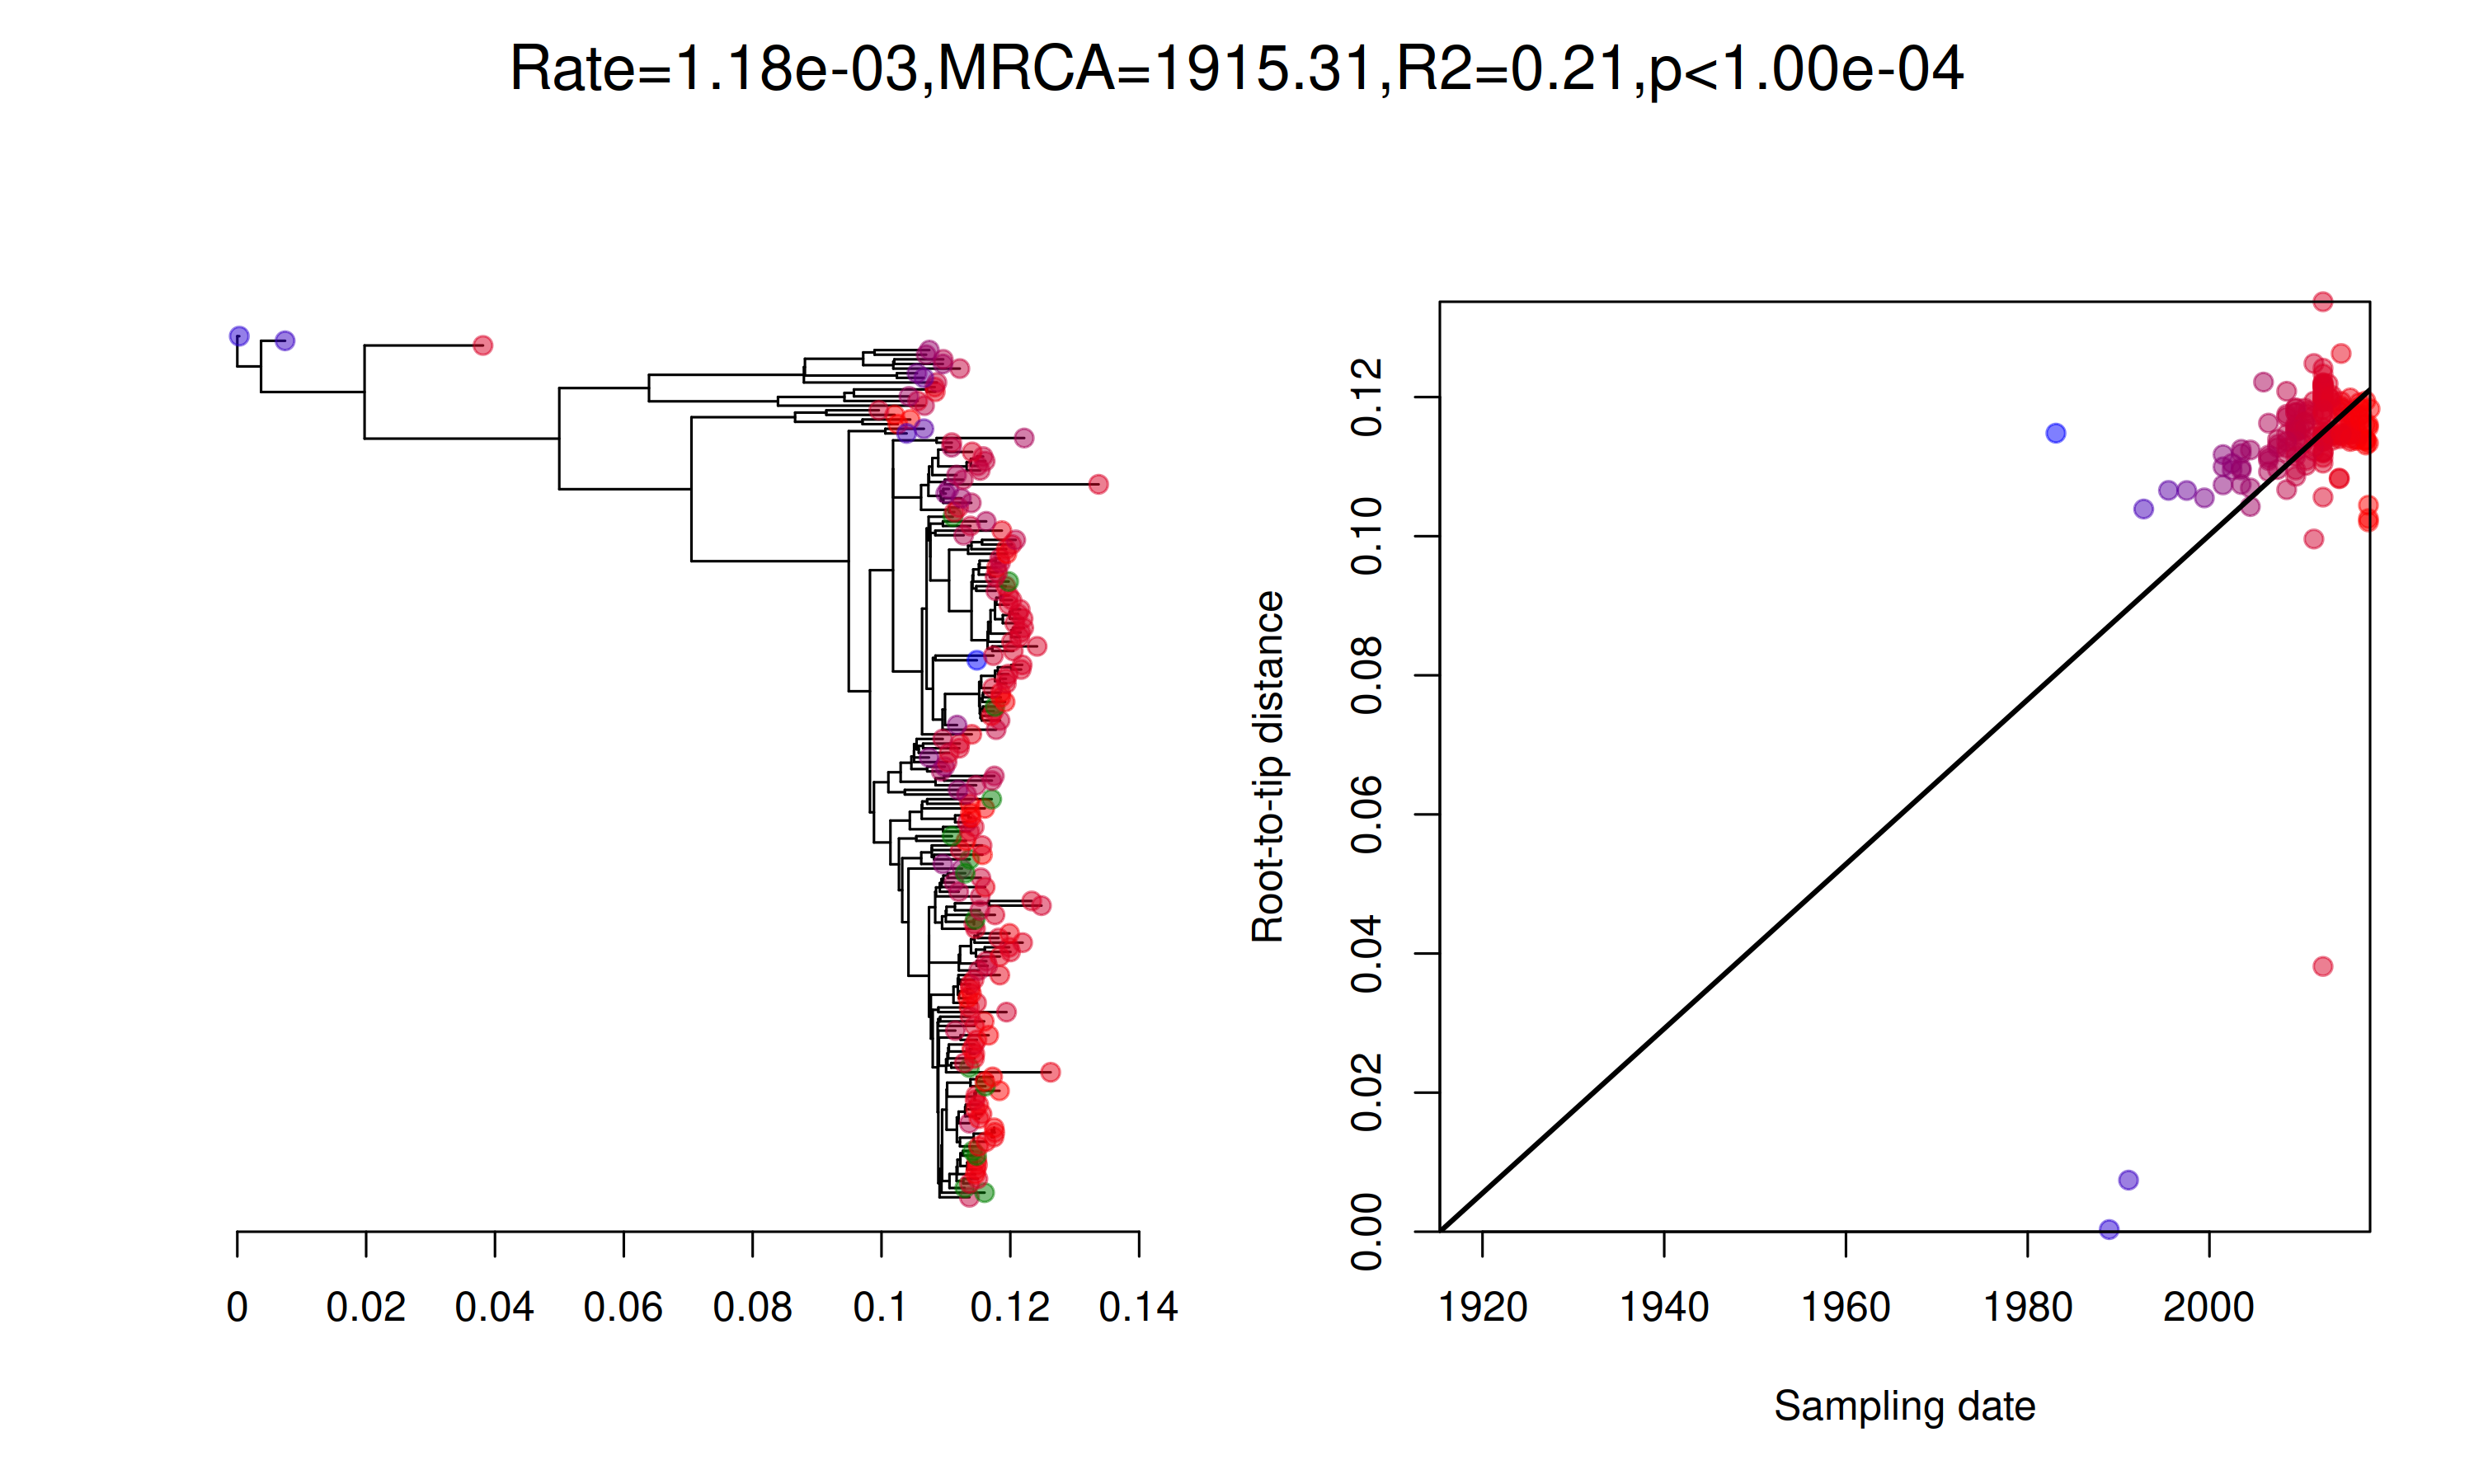 Rate=1.18e-03,MRCA=1915.31,R2=0.21,p<1.00e-04
0 0.02 0.04 0.06 0.08 0.1 0.12 0.14
Root-to-tip distance
0.00 0.02 0.04 0.06 0.08 0.10 0.12
1920 1940 1960 1980 2000
Sampling date